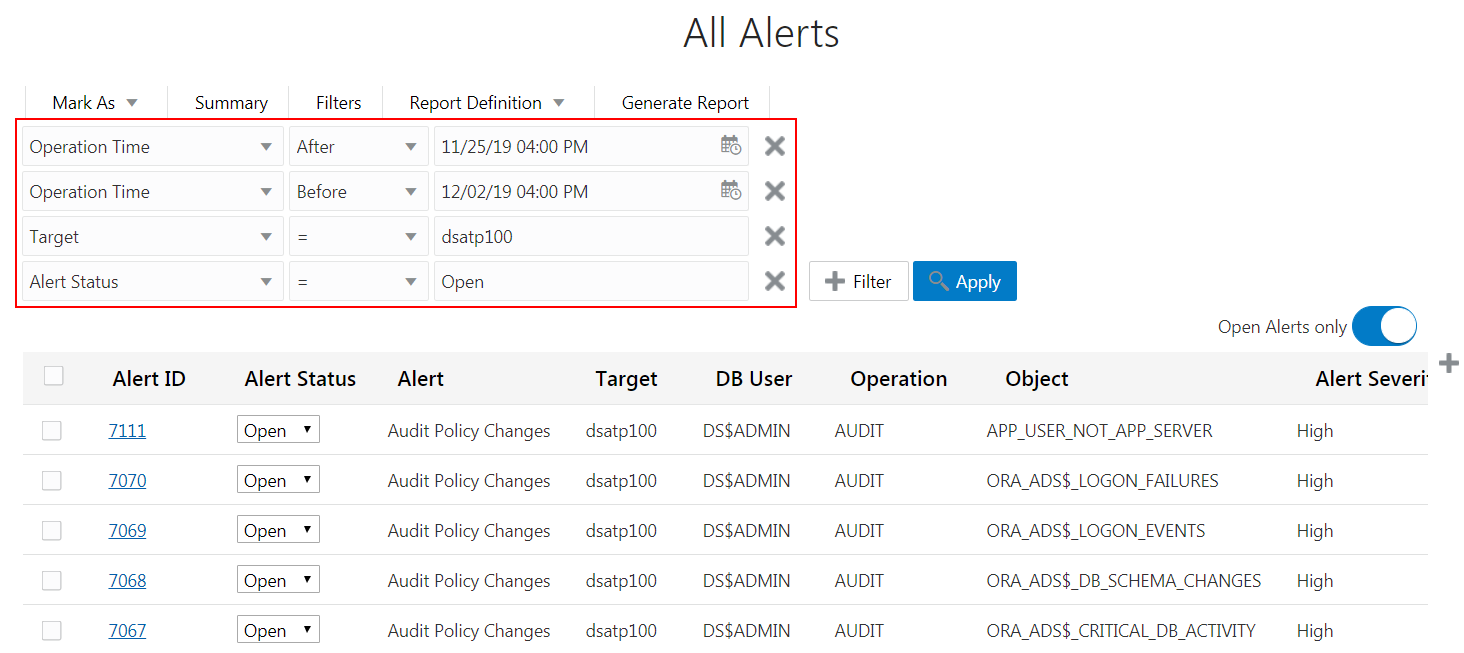 All Alerts
Mark As Summary Filters Report Definition Generate Report
Operation Time After 11/25/19 04:00 PM
Operation Time Before 12/02/19 04:00 PM
Target = dsatp100
Alert Status = Open Filter Apply
Open Alerts only
Alert ID Alert Status Alert Target DB User Operation Object Alert Severit
7111 Open Audit Policy Changes dsatp100 DS$ADMIN AUDIT APP_USER_NOT_APP_SERVER High
7070 Open Audit Policy Changes dsatp100 DS$ADMIN AUDIT ORA_ADS$_LOGON_FAILURES High
7069 Open Audit Policy Changes dsatp100 DS$ADMIN AUDIT ORA_ADS$_LOGON_EVENTS High
7068 Open Audit Policy Changes dsatp100 DS$ADMIN AUDIT ORA_ADS$_DB_SCHEMA_CHANGES High
7067 Open Audit Policy Changes dsatp100 DS$ADMIN AUDIT ORA_ADS$_CRITICAL_DB_ACTIVITY High